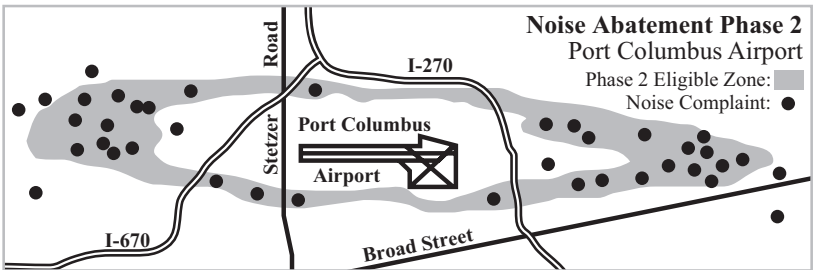 Noise Abatement Phase 2
Port Columbus Airport
Phase 2 Eligible Zone:
Noise Complaint:
Stetzer Road
I-270
Port Columbus
Airport
I-670
Broad Street